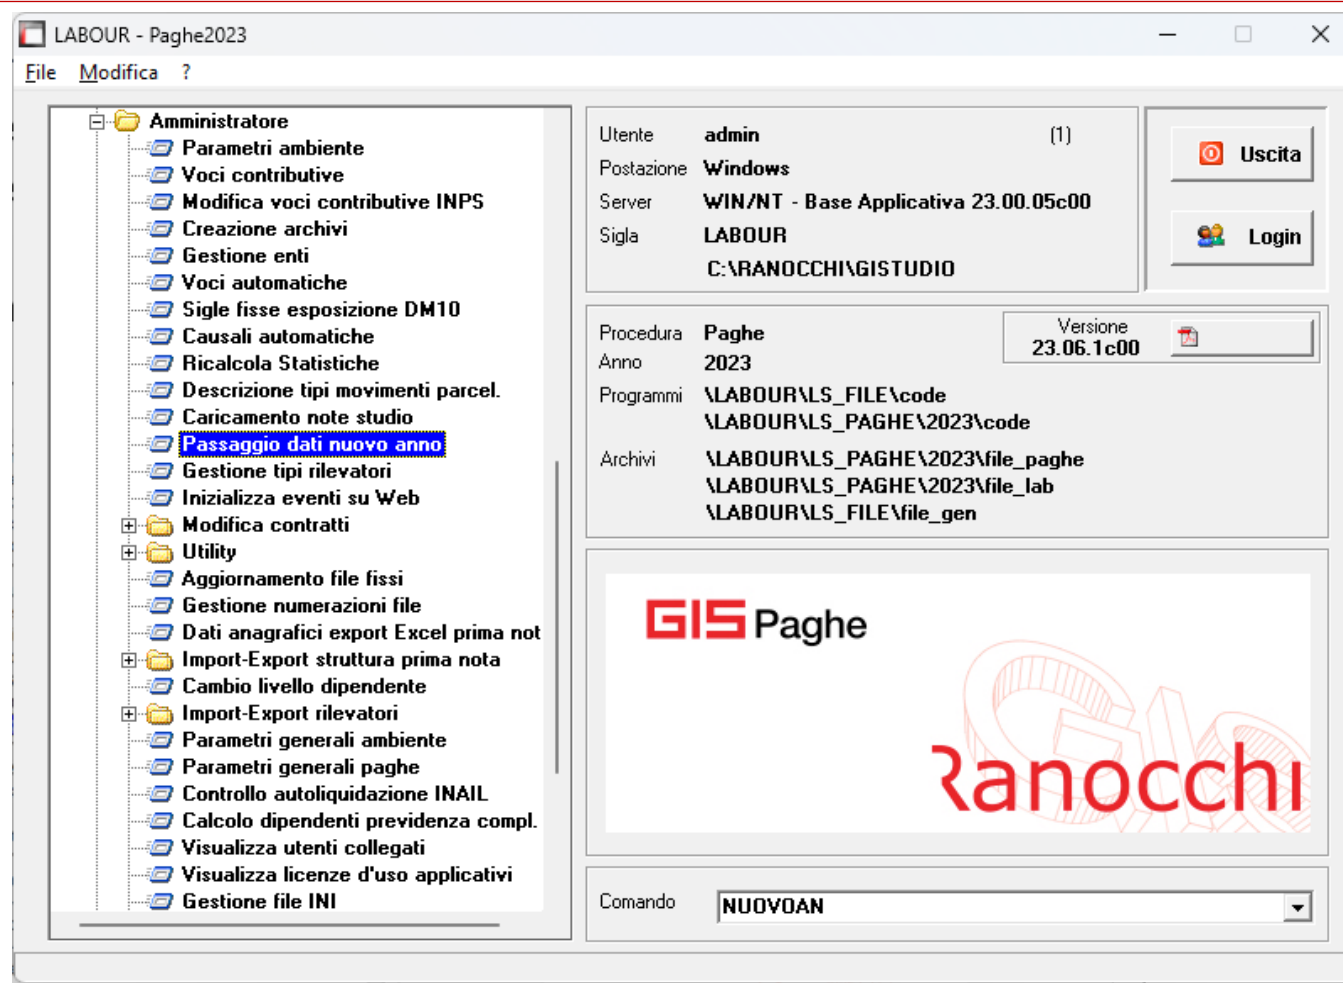 LABOUR - Paghe2023
File Modifica ?
Amministratore
Parametri ambiente
Voci contributive
Modifica voci contributive INPS
Creazione archivi
Gestione enti
Voci automatiche
Sigle fisse esposizione DM10
Causali automatiche
Ricalcola Statistiche
Descrizione tipi movimenti parcel.
Caricamento note studio
Passaggio dati nuovo anno
Gestione tipi rilevatori
Inizializza eventi su Web
Modifica contratti
Utility
Aggiornamento file fissi
Gestione numerazioni file
Dati anagrafici export Excel prima not
Import-Export struttura prima nota
Cambio livello dipendente
Import-Export rilevatori
Parametri generali ambiente
Parametri generali paghe
Controllo autoliquidazione INAIL
Calcolo dipendenti previdenza compl.
Visualizza utenti collegati
Visualizza licenze d'uso applicativi
Gestione file INI
Utente admin (1)
Postazione Windows
Server WIN/NT - Base Applicativa 23.00.05c00
Sigla LABOUR
C:\RANOCCHI\GISTUDIO
Uscita
Login
Procedura Paghe
Anno 2023
Versione
23.06.1c00
Programmi \LABOUR\LS_FILE\code
\LABOUR\LS_PAGHE\2023\code
Archivi \LABOUR\LS_PAGHE\2023\file_paghe
\LABOUR\LS_PAGHE\2023\file_lab
\LABOUR\LS_FILE\file_gen
GIS Paghe
Ranocchi
Comando NUOVOAN